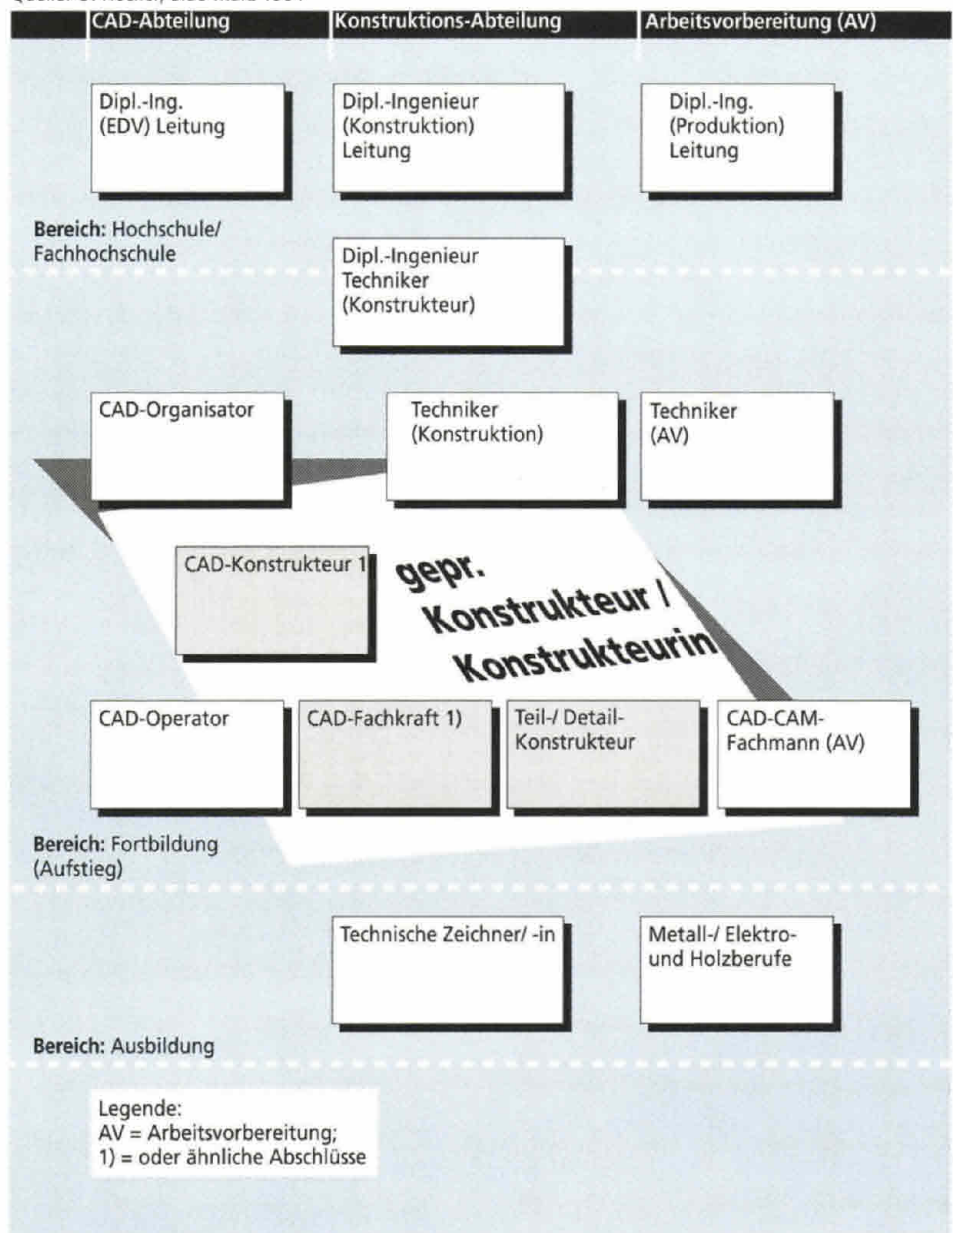 CAD-Abteilung
Konstruktions-Abteilung
Arbeitsvorbereitung (AV)
Dipl.-Ing.
(EDV) Leitung
Dipl.-Ingenieur
(Konstruktion)
Leitung
Dipl.-Ing.
(Produktion)
Leitung
Bereich: Hochschule/
Fachhochschule
Dipl.-Ingenieur
Techniker
(Konstrukteur)
CAD-Organisator
Techniker
(Konstruktion)
Techniker
(AV)
CAD-Konstrukteur 1
gepr.
Konstrukteur /
Konstrukteurin
CAD-Operator
CAD-Fachkraft 1)
Teil-/ Detail-
Konstrukteur
CAD-CAM-
Fachmann (AV)
Bereich: Fortbildung
(Aufstieg)
Technische Zeichner/ -in
Metall-/ Elektro-
und Holzberufe
Bereich: Ausbildung
Legende:
AV = Arbeitsvorbereitung;
1) = oder ähnliche Abschlüsse